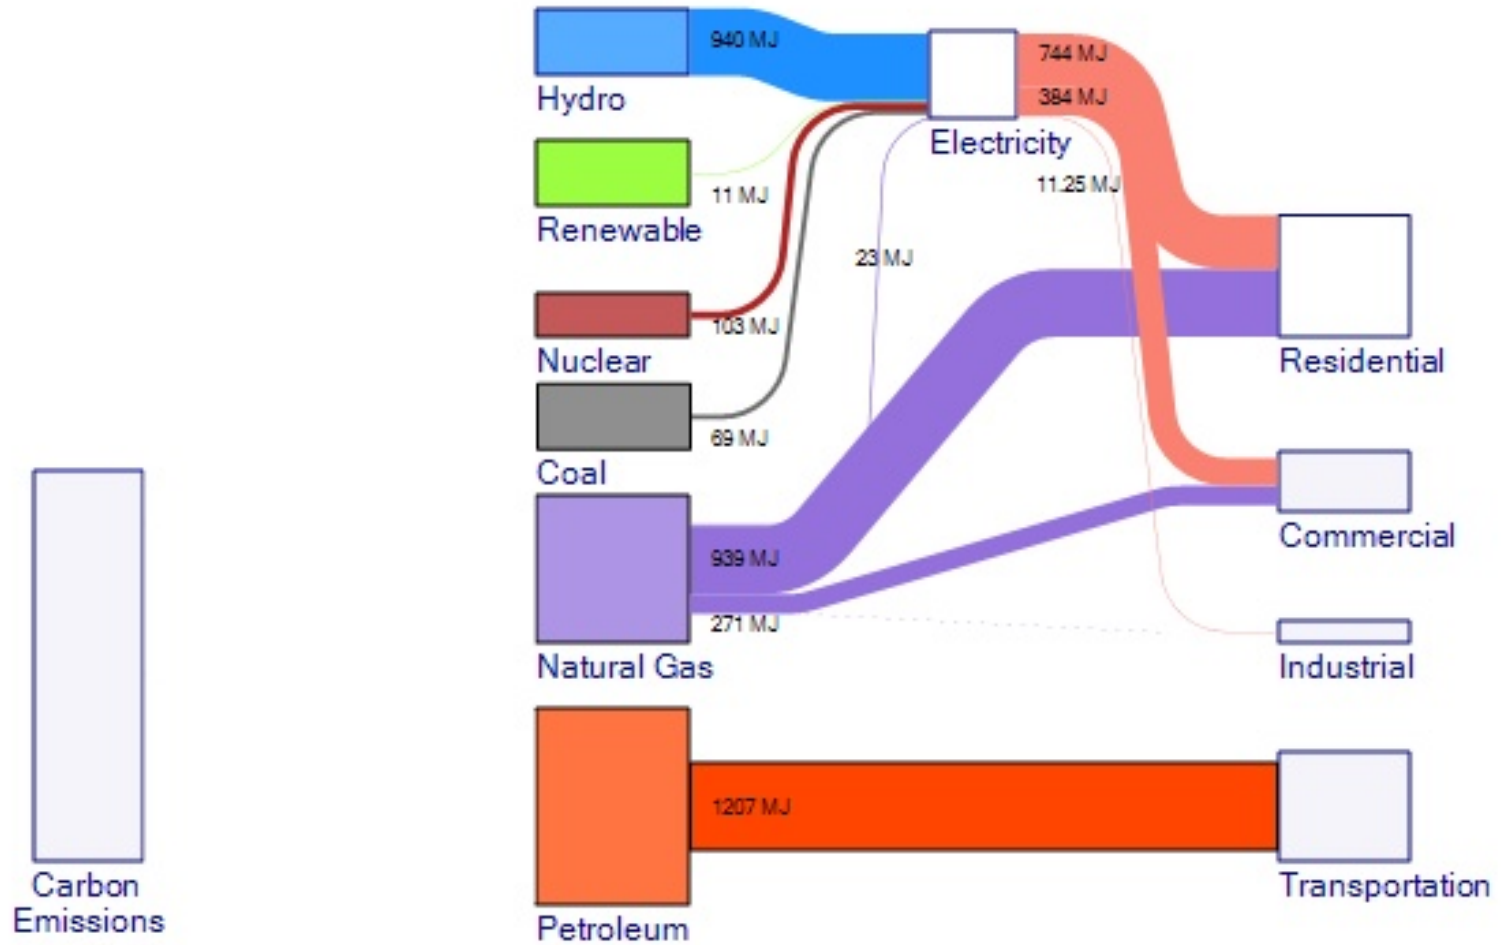 940 MJ
Hydro
744 MJ
384 MJ
Electricity
11 MJ
Renewable
11.25 MJ
23 MJ
103 MJ
Nuclear
Residential
69 MJ
Coal
Commercial
939 MJ
271 MJ
Natural Gas
Industrial
1207 MJ
Carbon
Emissions
Petroleum
Transportation